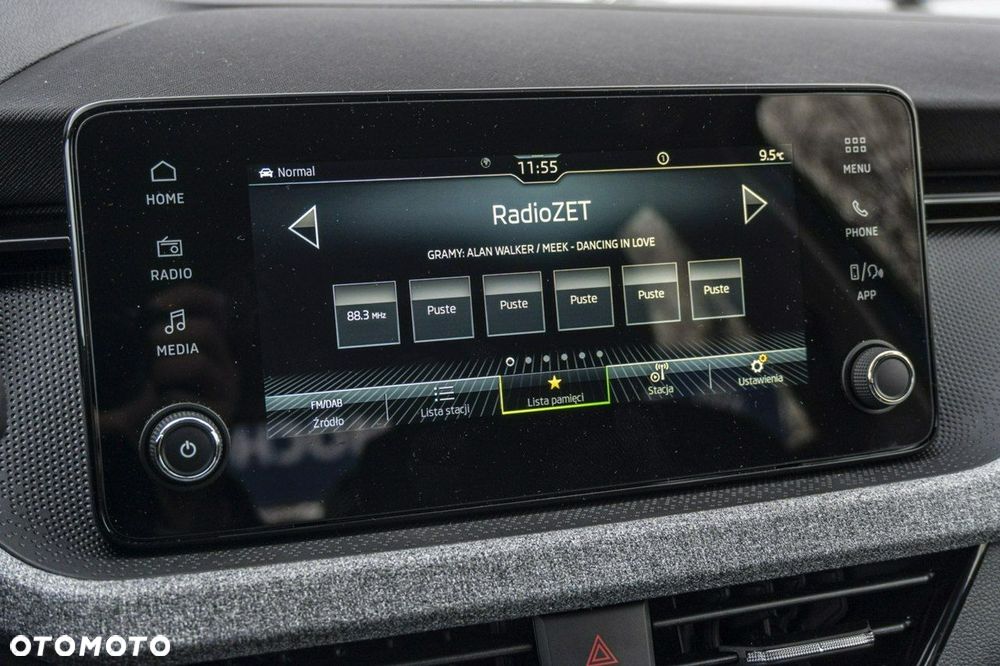 HOME
RADIO
MEDIA
Normal
11:55
1
9.5°C
RadioZET
GRAMY: ALAN WALKER / MEEK - DANCING IN LOVE
88.3 MHz
Puste
Puste
Puste
Puste
Puste
FM/DAB
Źródło
Lista stacji
Lista pamięci
Stacja
Ustawienia
MENU
PHONE
APP
OTOMOTO